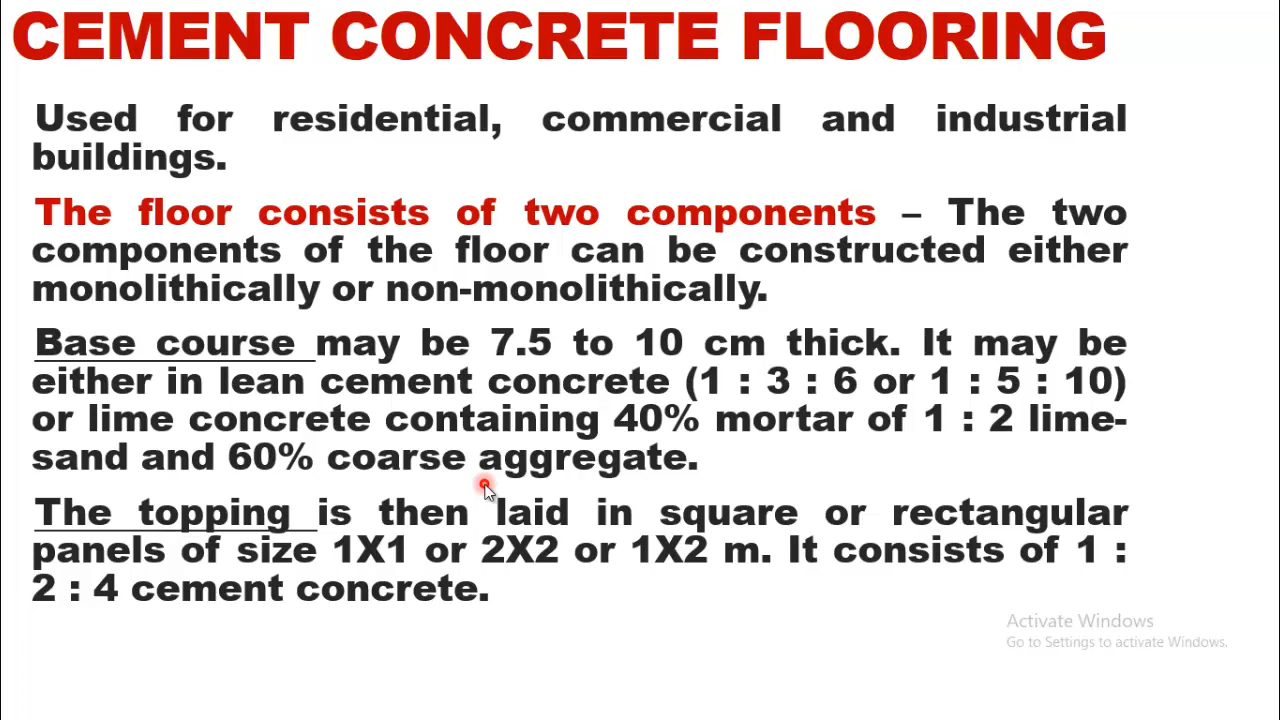 CEMENT CONCRETE FLOORING
Used for residential, commercial and industrial
buildings.
The floor consists of two components – The two
components of the floor can be constructed either
monolithically or non-monolithically.
Base course may be 7.5 to 10 cm thick. It may be
either in lean cement concrete (1 : 3 : 6 or 1 : 5 : 10)
or lime concrete containing 40% mortar of 1 : 2 lime-
sand and 60% coarse aggregate.
The topping is then laid in square or rectangular
panels of size 1X1 or 2X2 or 1X2 m. It consists of 1 :
2 : 4 cement concrete.
Activate Windows
Go to Settings to activate Windows.